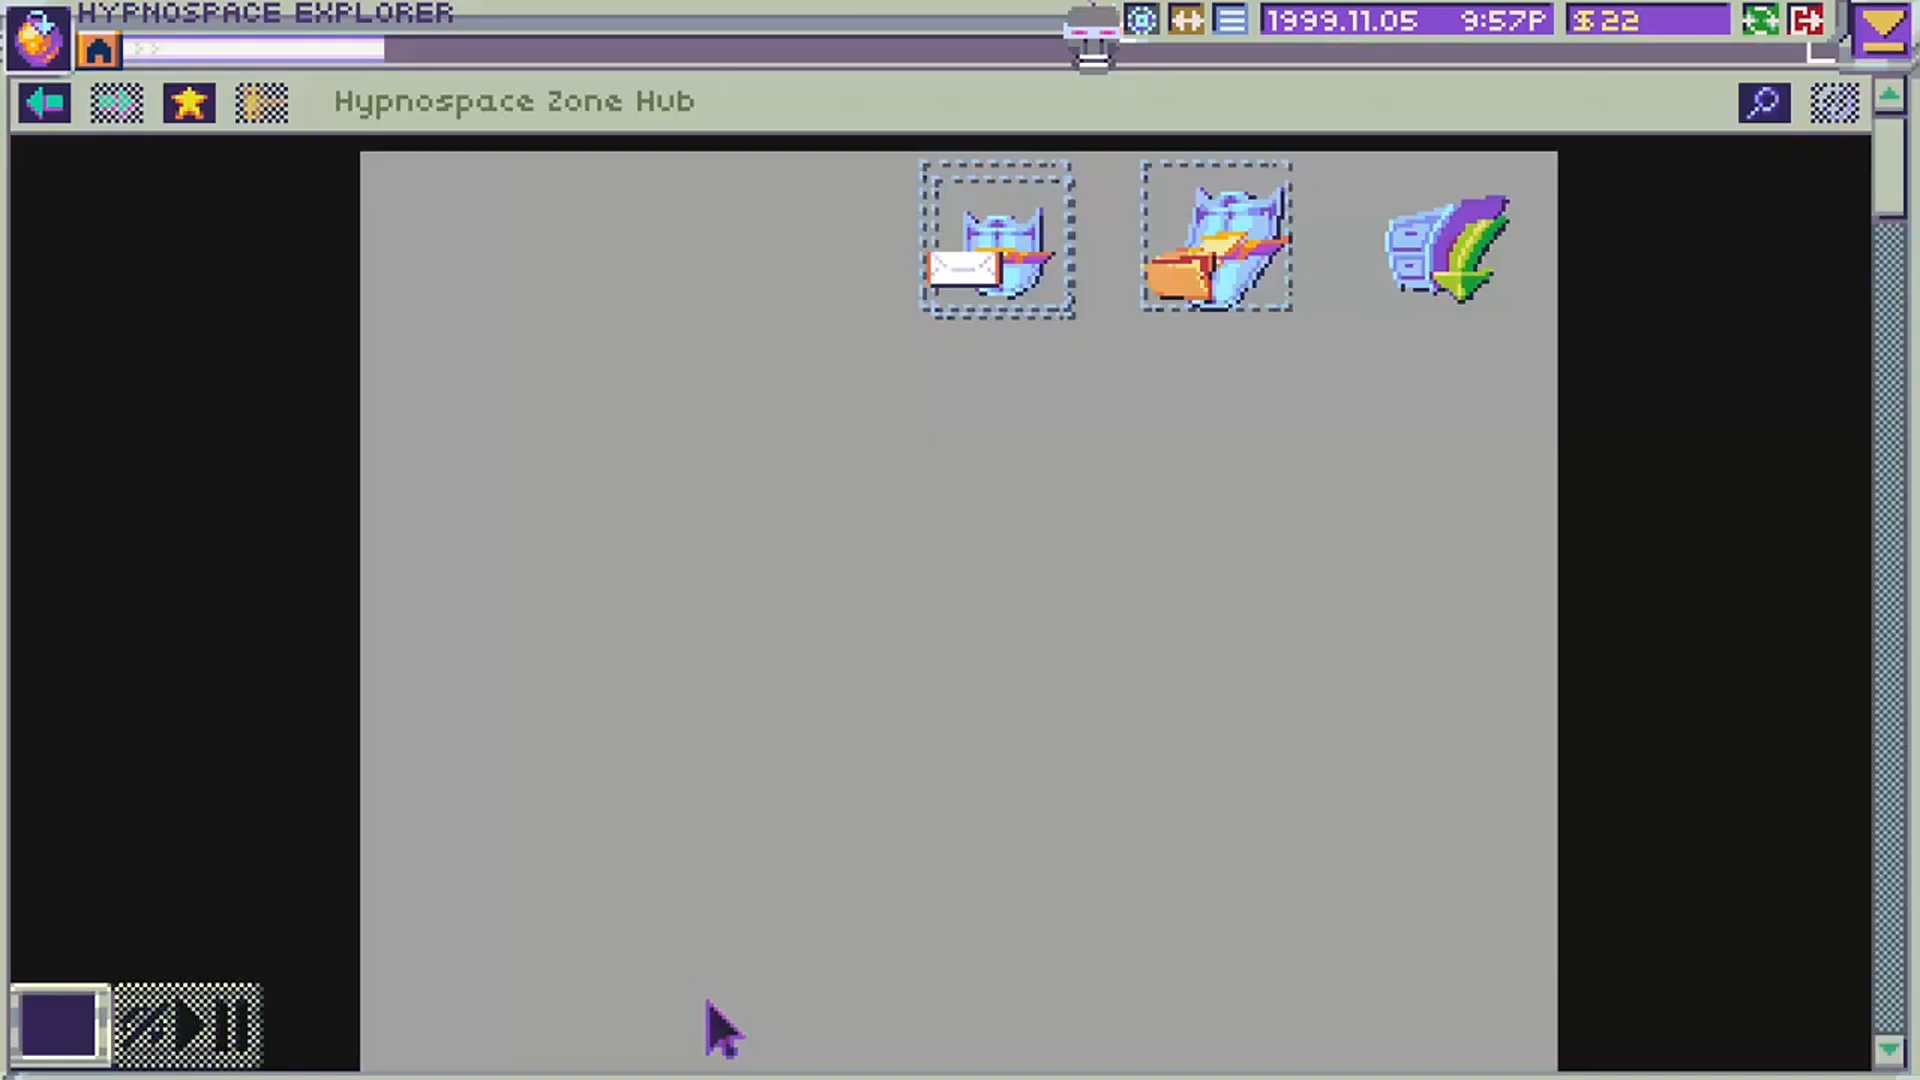 HYPNOSPACE EXPLORER
1999.11.05 9:57P $22
>>
Hypnospace Zone Hub